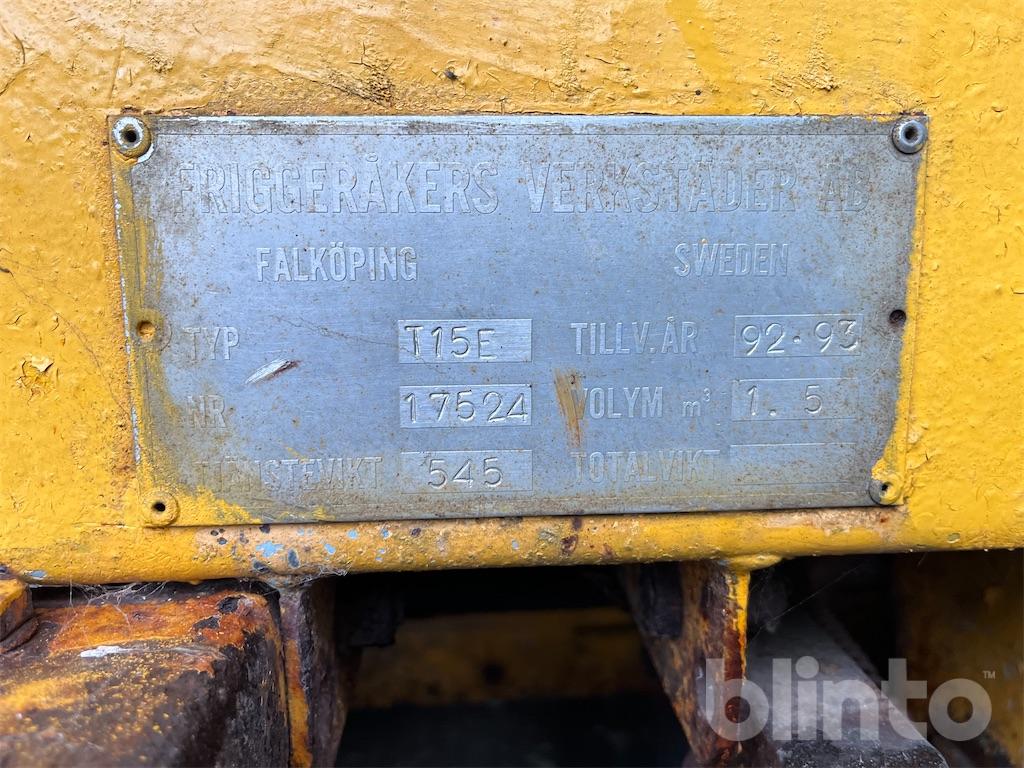 FRIGGERÅKERS VERKSTÄDER AB
FALKÖPING SWEDEN
TYP T15E TILLV.ÅR 92-93
NR 17524 VOLYM m³ 1.5
TJÄNSTEVIKT 545 TOTALVIKT
blinto™